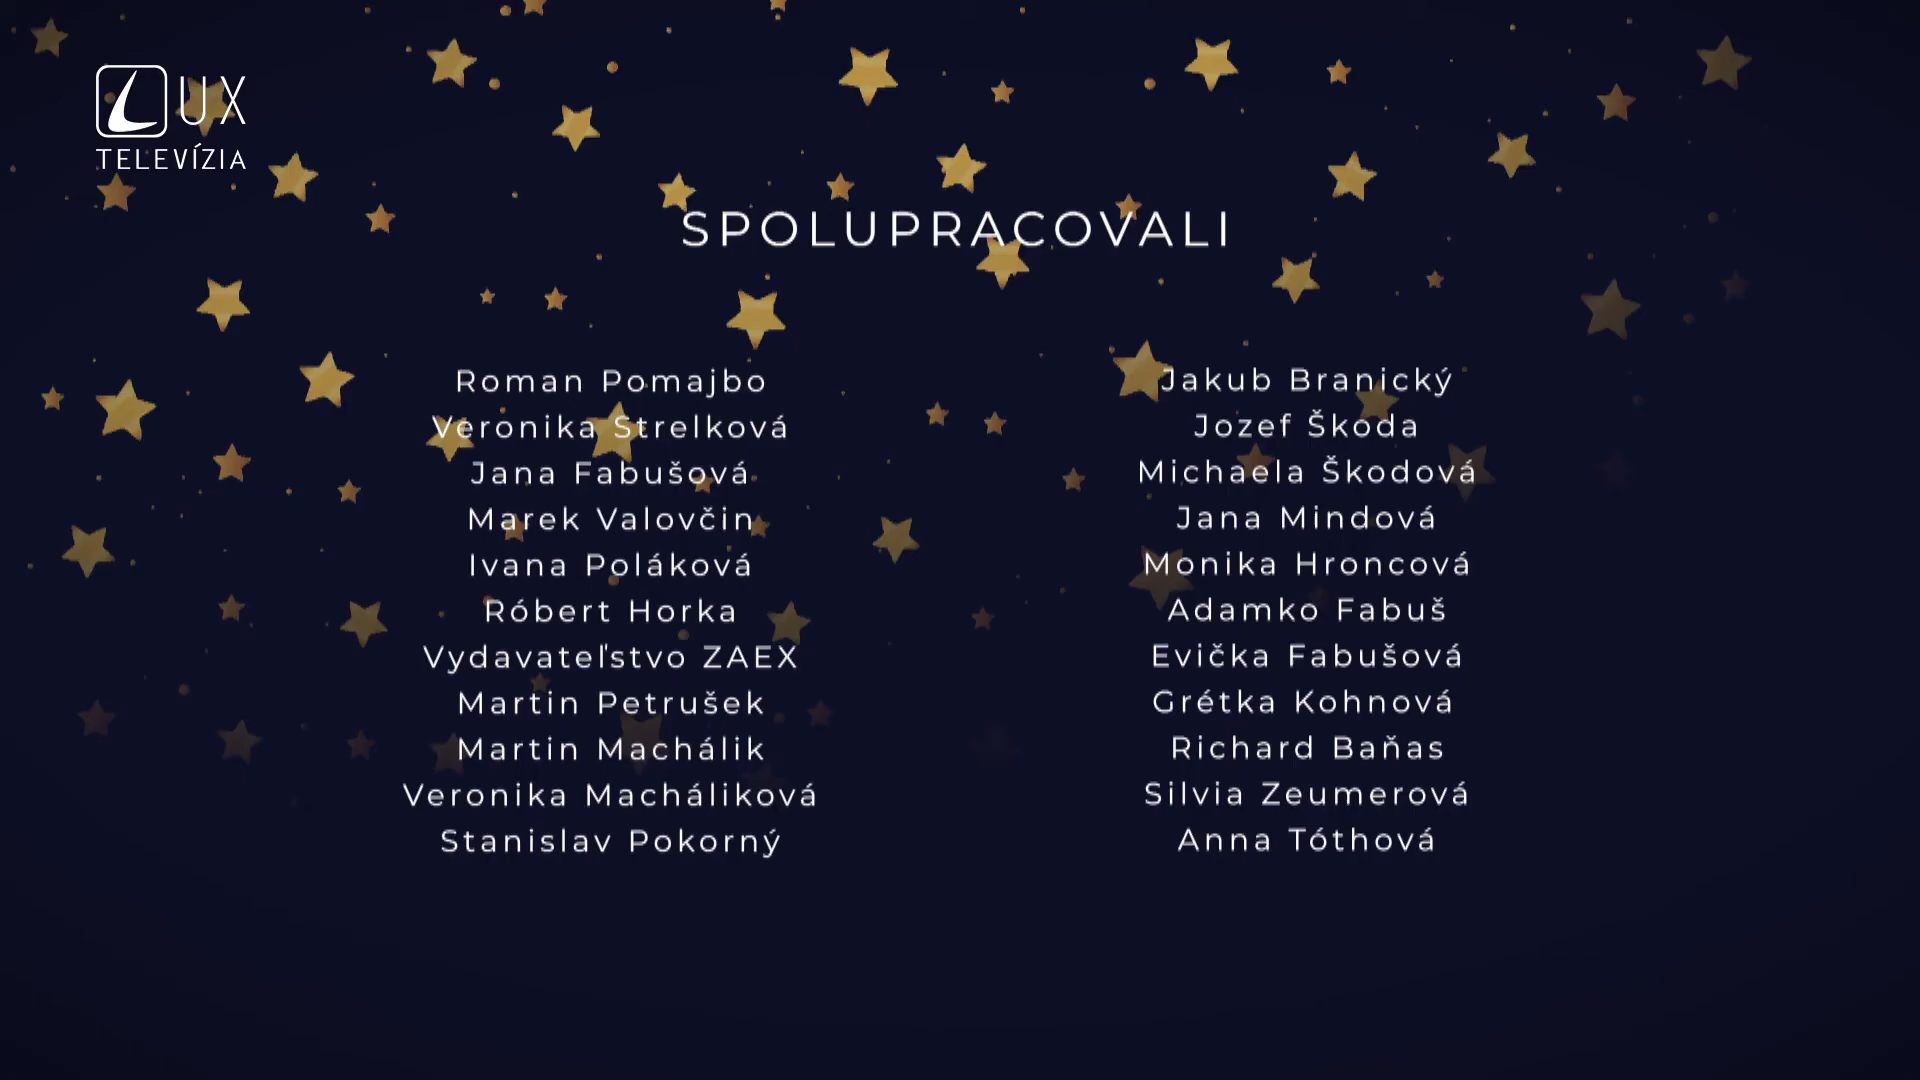 LUX
TELEVÍZIA
SPOLUPRACOVALI
Roman Pomajbo
Veronika Strelková
Jana Fabušová
Marek Valovčin
Ivana Poláková
Róbert Horka
Vydavateľstvo ZAEX
Martin Petrušek
Martin Machálik
Veronika Macháliková
Stanislav Pokorný
Jakub Branický
Jozef Škoda
Michaela Škodová
Jana Mindová
Monika Hroncová
Adamko Fabuš
Evička Fabušová
Grétka Kohnová
Richard Baňas
Silvia Zeumerová
Anna Tóthová